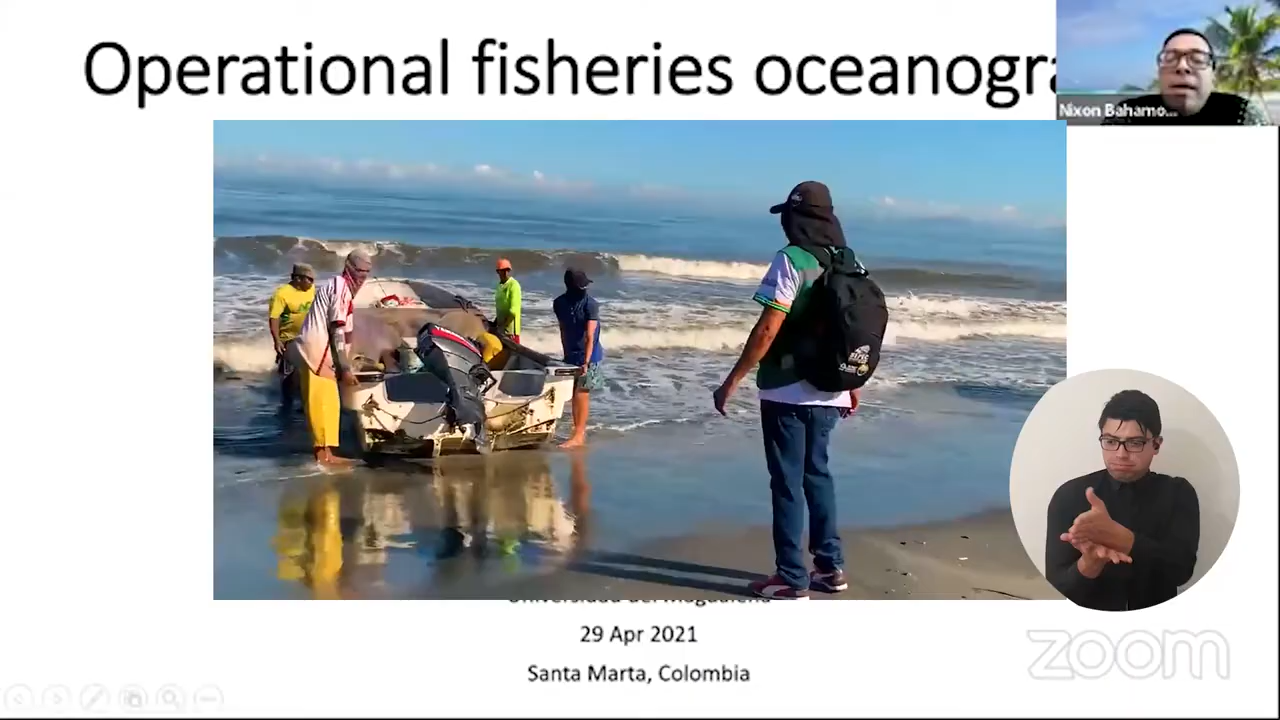 Operational fisheries oceanogra
Nixon Bahamo...
Universidad del Magdalena
29 Apr 2021
Santa Marta, Colombia
zoom